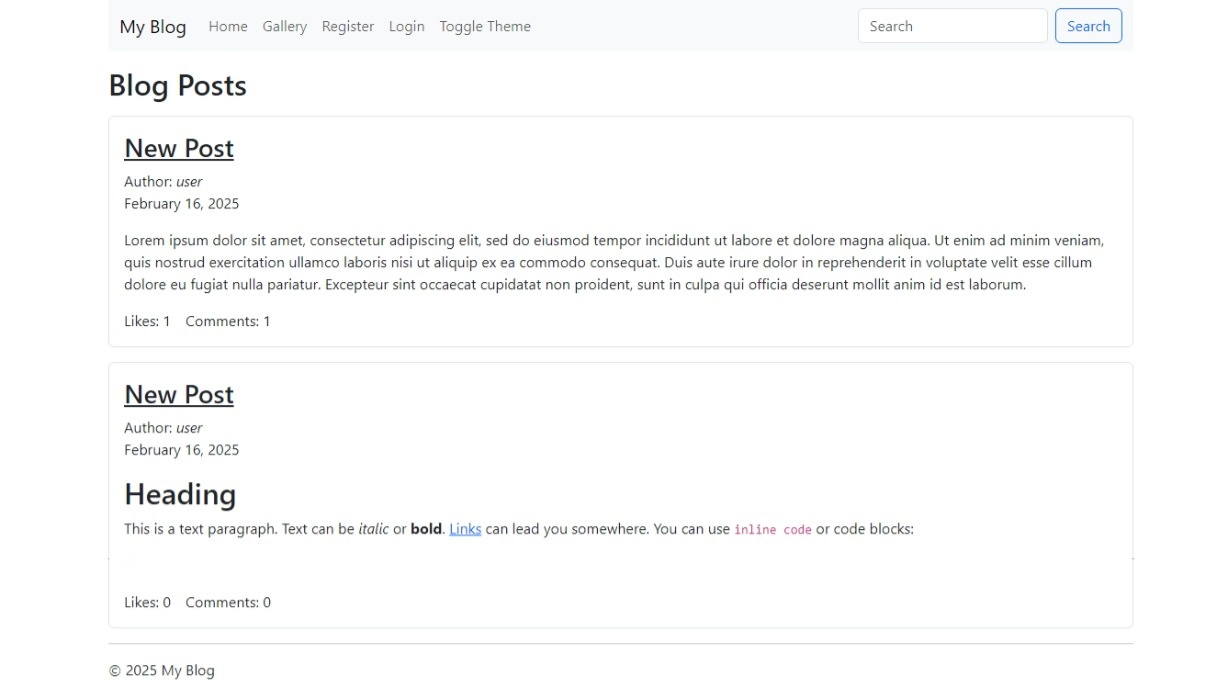 My Blog Home Gallery Register Login Toggle Theme Search Search
Blog Posts
New Post
Author: user
February 16, 2025
Lorem ipsum dolor sit amet, consectetur adipiscing elit, sed do eiusmod tempor incididunt ut labore et dolore magna aliqua. Ut enim ad minim veniam,
quis nostrud exercitation ullamco laboris nisi ut aliquip ex ea commodo consequat. Duis aute irure dolor in reprehenderit in voluptate velit esse cillum
dolore eu fugiat nulla pariatur. Excepteur sint occaecat cupidatat non proident, sunt in culpa qui officia deserunt mollit anim id est laborum.
Likes: 1 Comments: 1
New Post
Author: user
February 16, 2025
Heading
This is a text paragraph. Text can be italic or bold. Links can lead you somewhere. You can use inline code or code blocks:
Likes: 0 Comments: 0
© 2025 My Blog